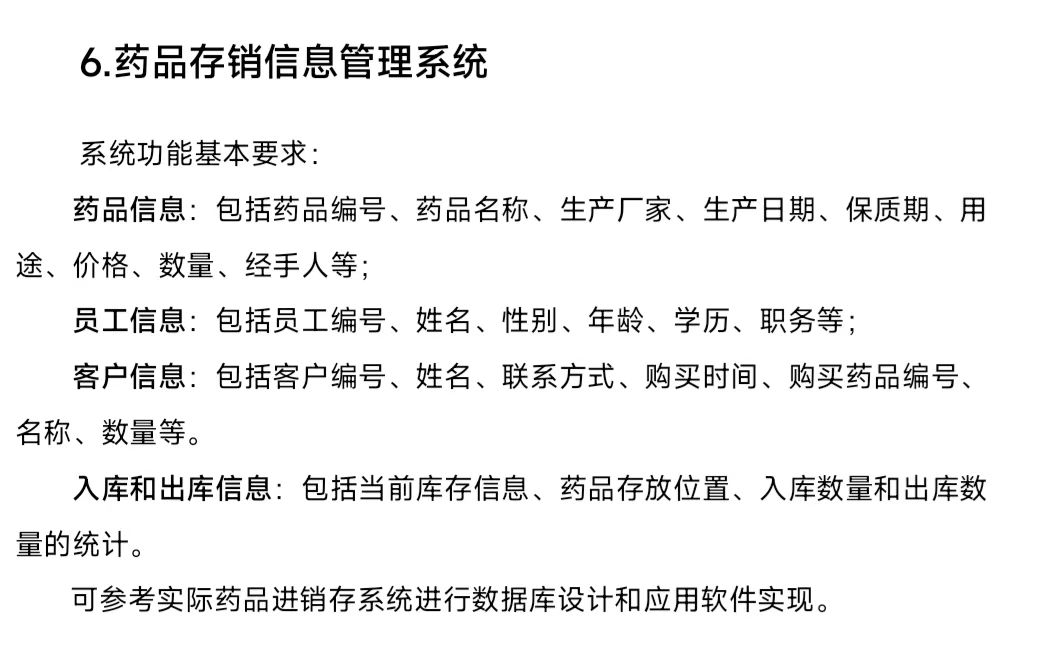 6.药品存销信息管理系统
系统功能基本要求：
药品信息：包括药品编号、药品名称、生产厂家、生产日期、保质期、用
途、价格、数量、经手人等；
员工信息：包括员工编号、姓名、性别、年龄、学历、职务等；
客户信息：包括客户编号、姓名、联系方式、购买时间、购买药品编号、
名称、数量等。
入库和出库信息：包括当前库存信息、药品存放位置、入库数量和出库数
量的统计。
可参考实际药品进销存系统进行数据库设计和应用软件实现。